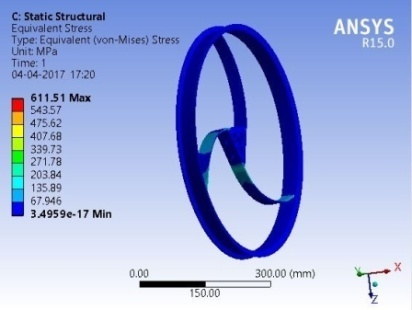 C: Static Structural
Equivalent Stress
Type: Equivalent (von-Mises) Stress
Unit: MPa
Time: 1
04-04-2017 17:20
611.51 Max
543.57
475.62
407.68
339.73
271.78
203.84
135.89
67.946
3.4959e-17 Min
ANSYS
R15.0
0.00
300.00 (mm)
150.00
Y
X
Z